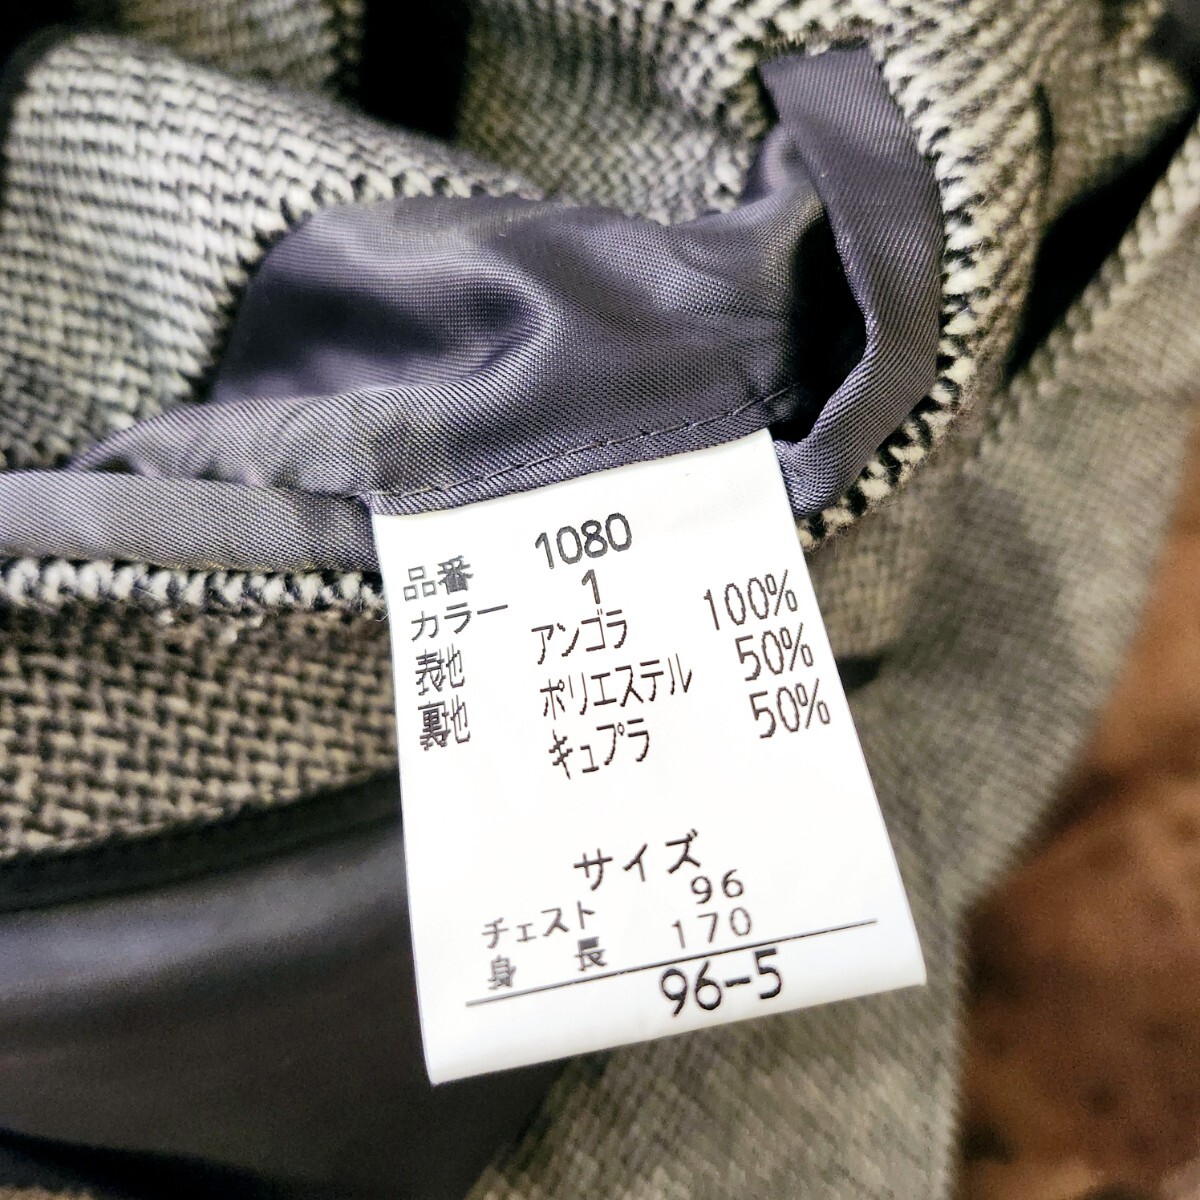 品番 1080
カラー 1
表地 アンゴラ 100%
裏地 ポリエステル 50%
キュプラ 50%
サイズ
チェスト 96
身長 170
96-5